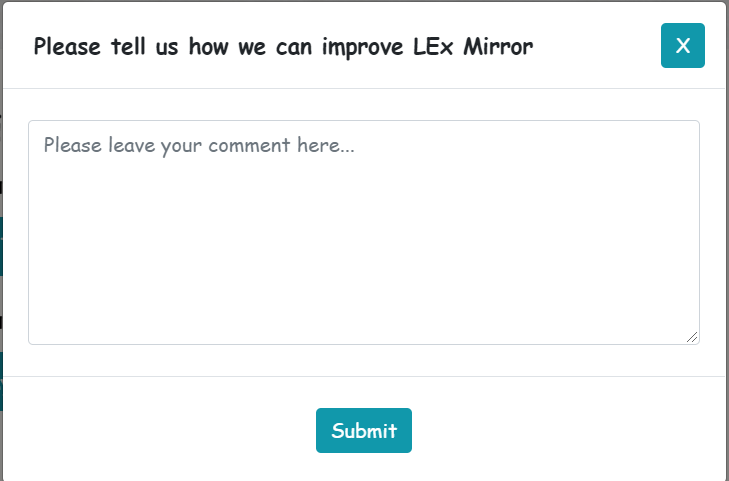 Please tell us how we can improve LEx Mirror
X
Please leave your comment here...
Submit